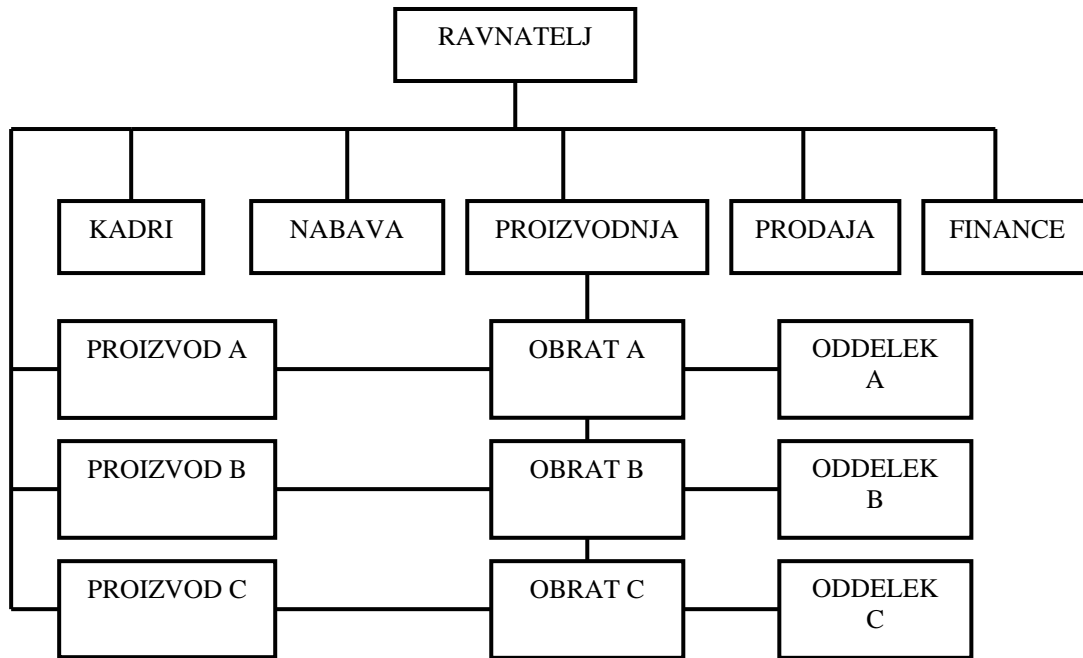 RAVNATELJ
KADRI
NABAVA
PROIZVODNJA
PRODAJA
FINANCE
PROIZVOD A
OBRAT A
ODDELEK
A
PROIZVOD B
OBRAT B
ODDELEK
B
PROIZVOD C
OBRAT C
ODDELEK
C